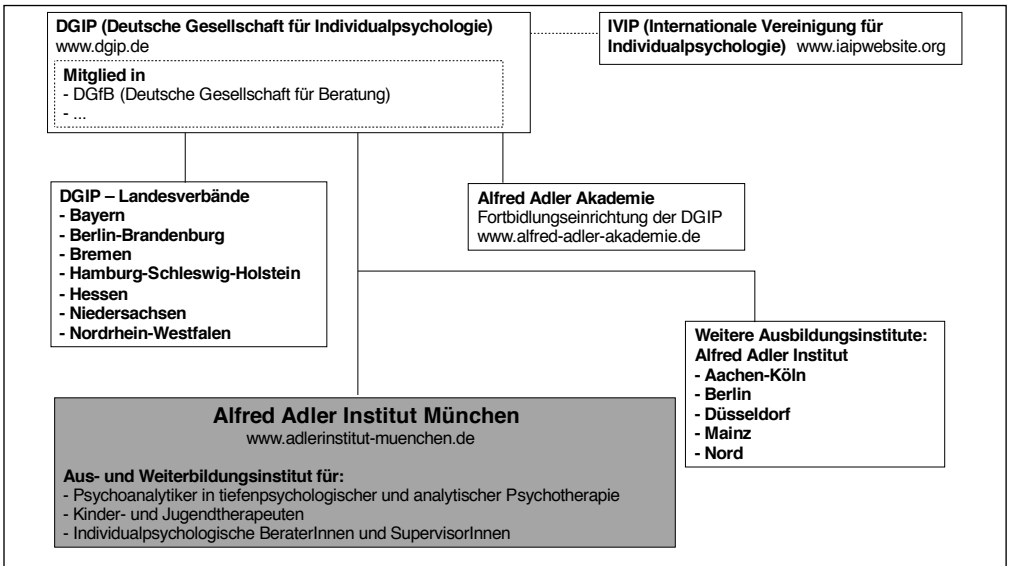 DGIP (Deutsche Gesellschaft für Individualpsychologie)
www.dgip.de
Mitglied in
- DGfB (Deutsche Gesellschaft für Beratung)
- ...
IVIP (Internationale Vereinigung für
Individualpsychologie) www.iaipwebsite.org
DGIP – Landesverbände
- Bayern
- Berlin-Brandenburg
- Bremen
- Hamburg-Schleswig-Holstein
- Hessen
- Niedersachsen
- Nordrhein-Westfalen
Alfred Adler Akademie
Fortbidlungseinrichtung der DGIP
www.alfred-adler-akademie.de
Weitere Ausbildungsinstitute:
Alfred Adler Institut
- Aachen-Köln
- Berlin
- Düsseldorf
- Mainz
- Nord
Alfred Adler Institut München
www.adlerinstitut-muenchen.de
Aus- und Weiterbildungsinstitut für:
- Psychoanalytiker in tiefenpsychologischer und analytischer Psychotherapie
- Kinder- und Jugendtherapeuten
- Individualpsychologische BeraterInnen und SupervisorInnen